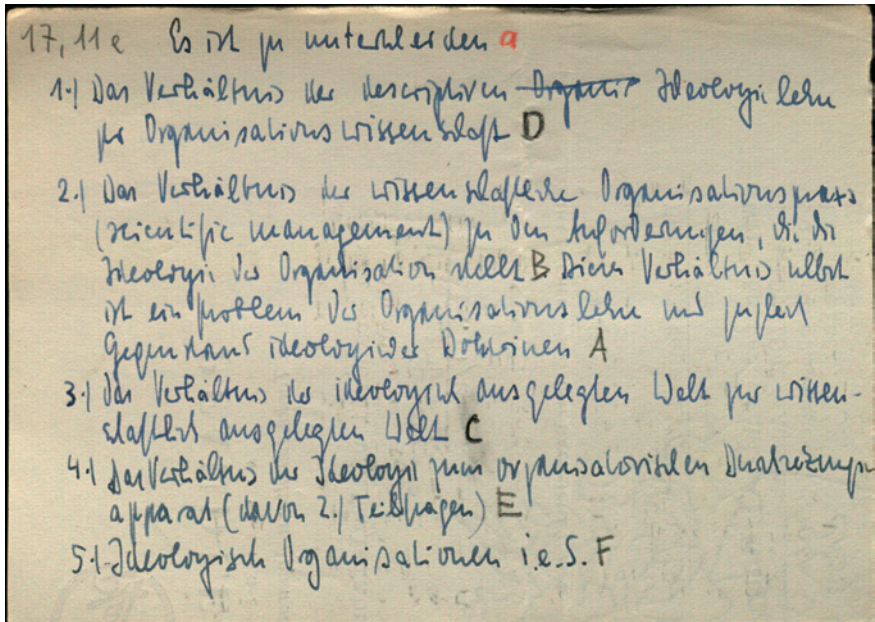 17,11e Es ist zu unterscheiden a
1.) Das Verhältnis der descriptiven Organis Ideologielehre
zur Organisationswissenschaft D
2.) Das Verhältnis der wissenschaftliche Organisationspraxis
(scientific management) zu den Anforderungen, die die
Ideologie der Organisation stellt B Dieses Verhältnis selbst
ist ein Problem der Organisationslehre und zugleich
Gegenstand ideologischer Doktrinen A
3.) Das Verhältnis der ideologisch ausgelegten Welt zur wissen-
schaftlich ausgelegten Welt C
4.) Das Verhältnis der Ideologie zum organisatorischen Durchsetzungs
apparat (davon 2.) Teilfragen) E
5.) Ideologische Organisationen i.e.S. F